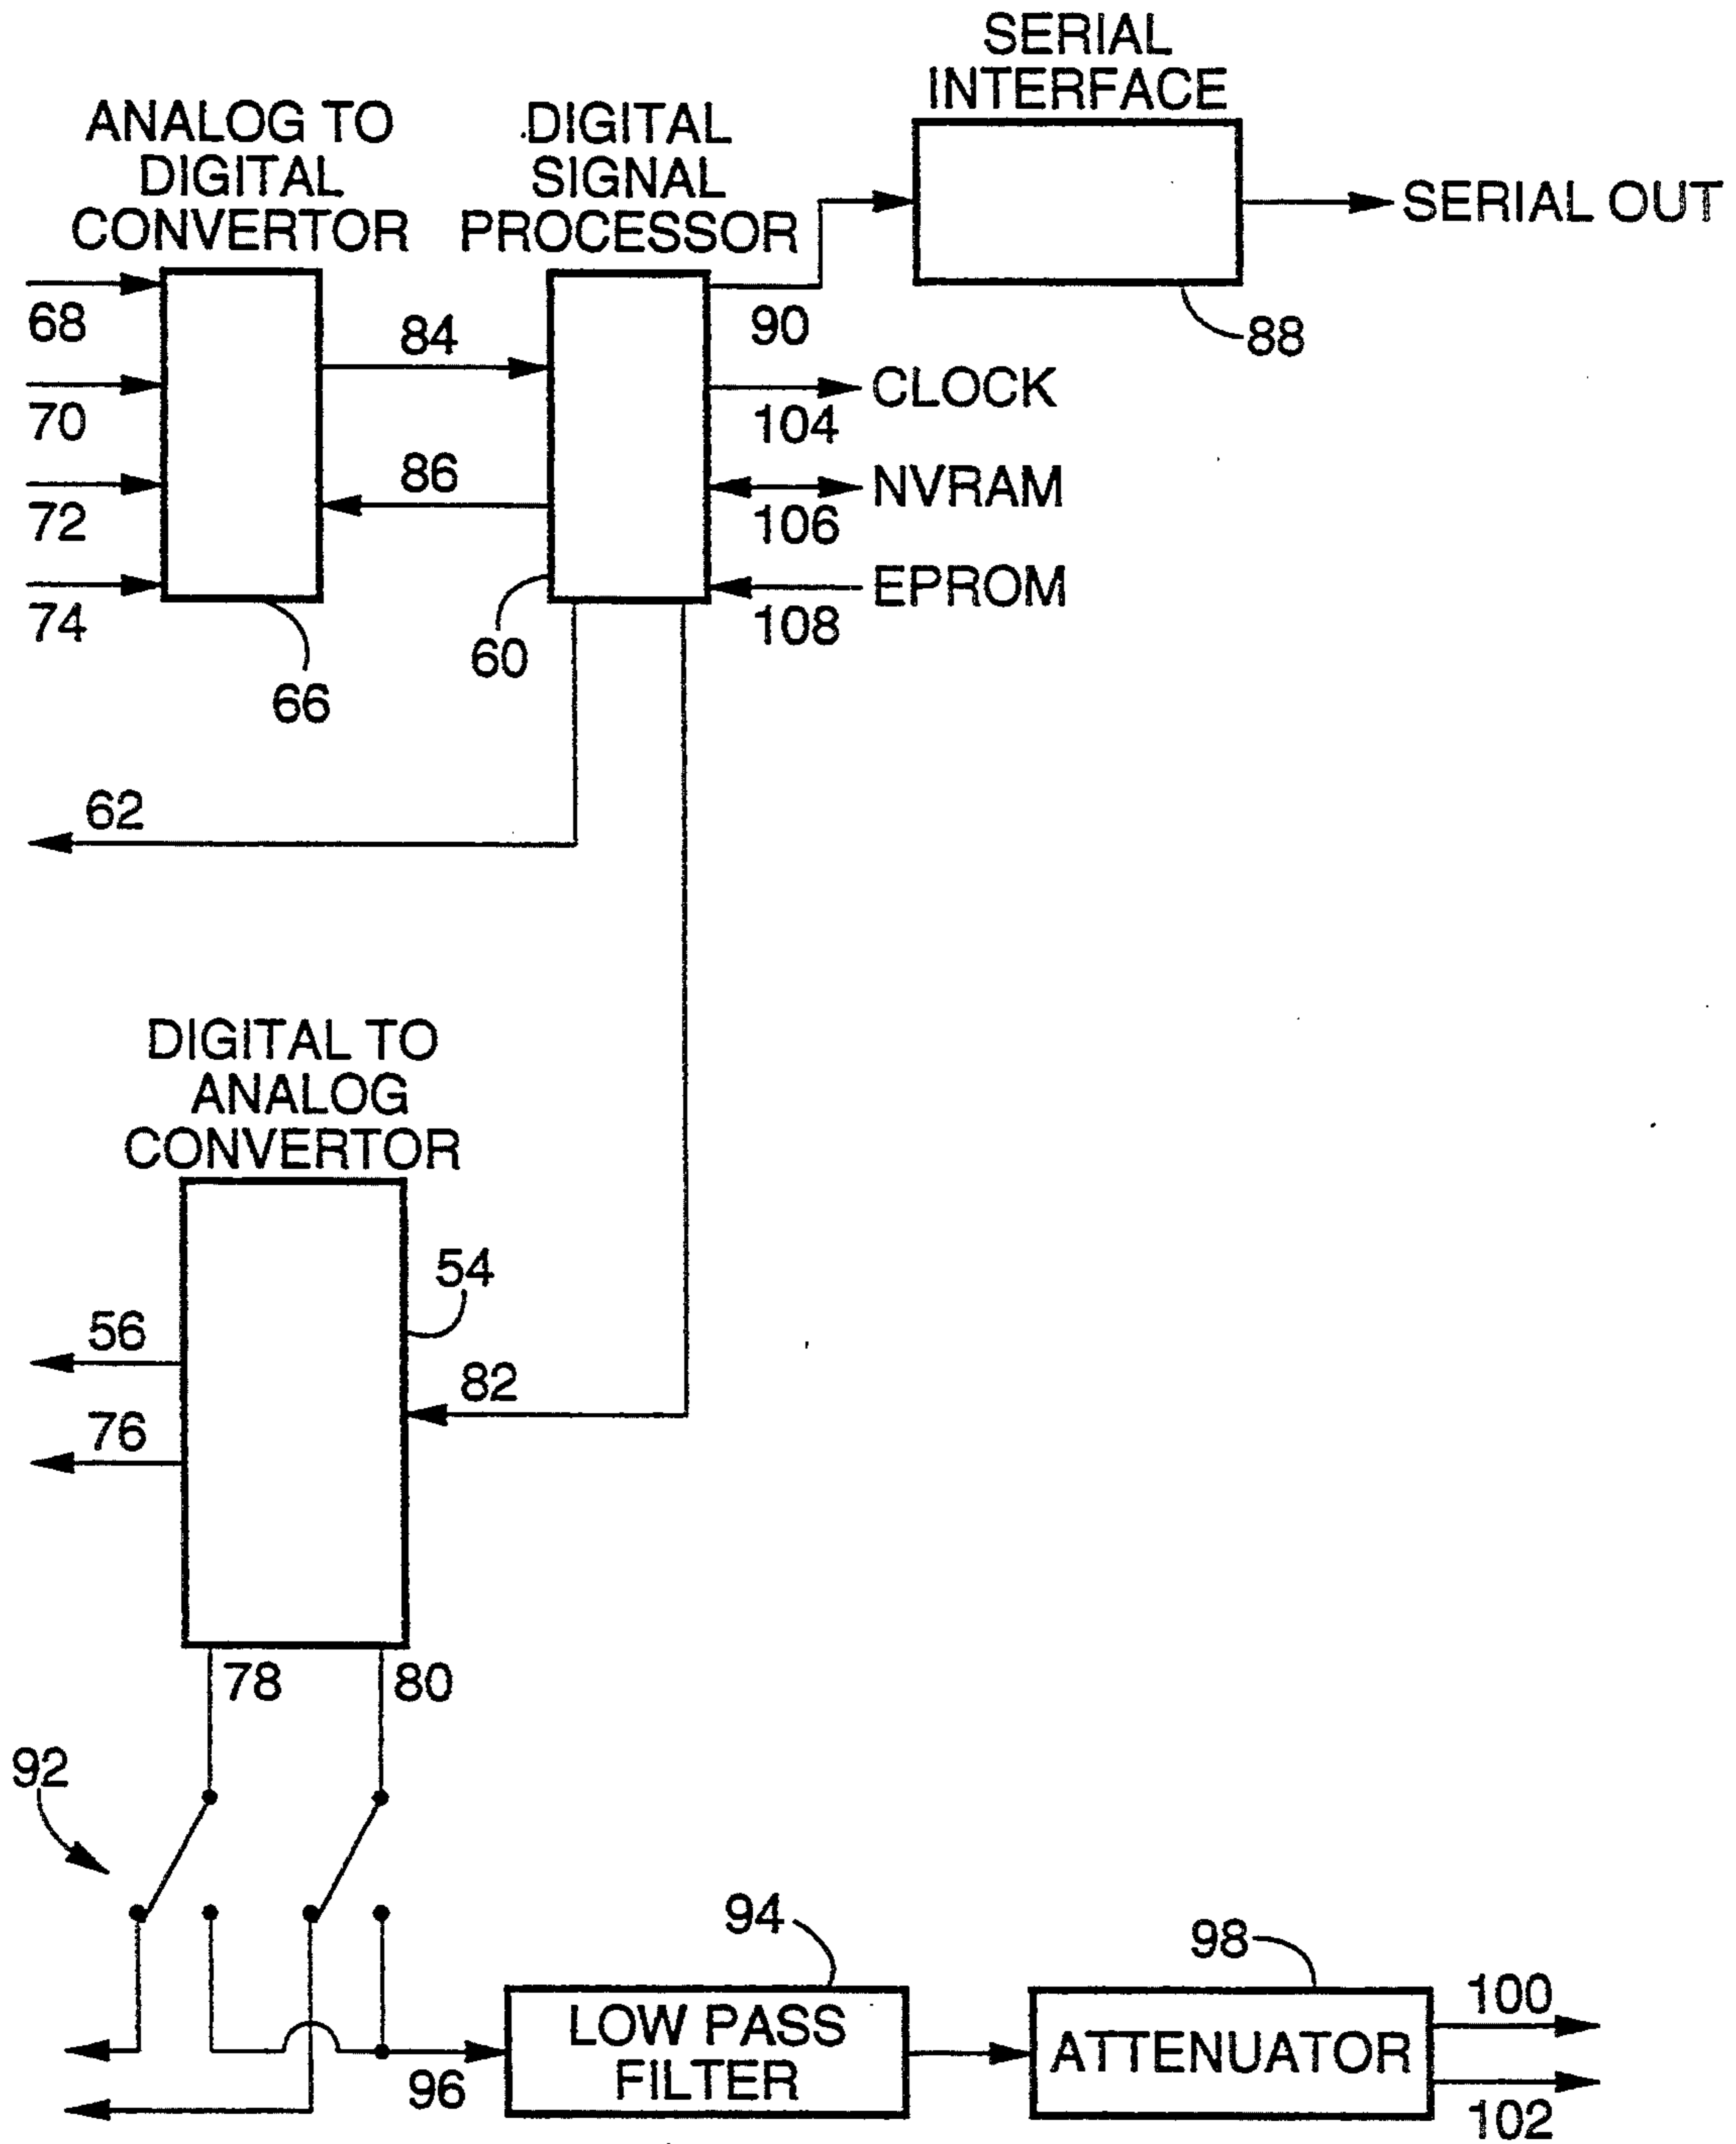 SERIAL
INTERFACE
ANALOG TO
DIGITAL
CONVERTOR
DIGITAL
SIGNAL
PROCESSOR
SERIAL OUT
68
84
90
88
70
CLOCK
104
86
72
NVRAM
106
74
EPROM
108
60
66
62
DIGITAL TO
ANALOG
CONVERTOR
54
56
82
76
78
80
92
94
98
LOW PASS
FILTER
96
ATTENUATOR
100
102